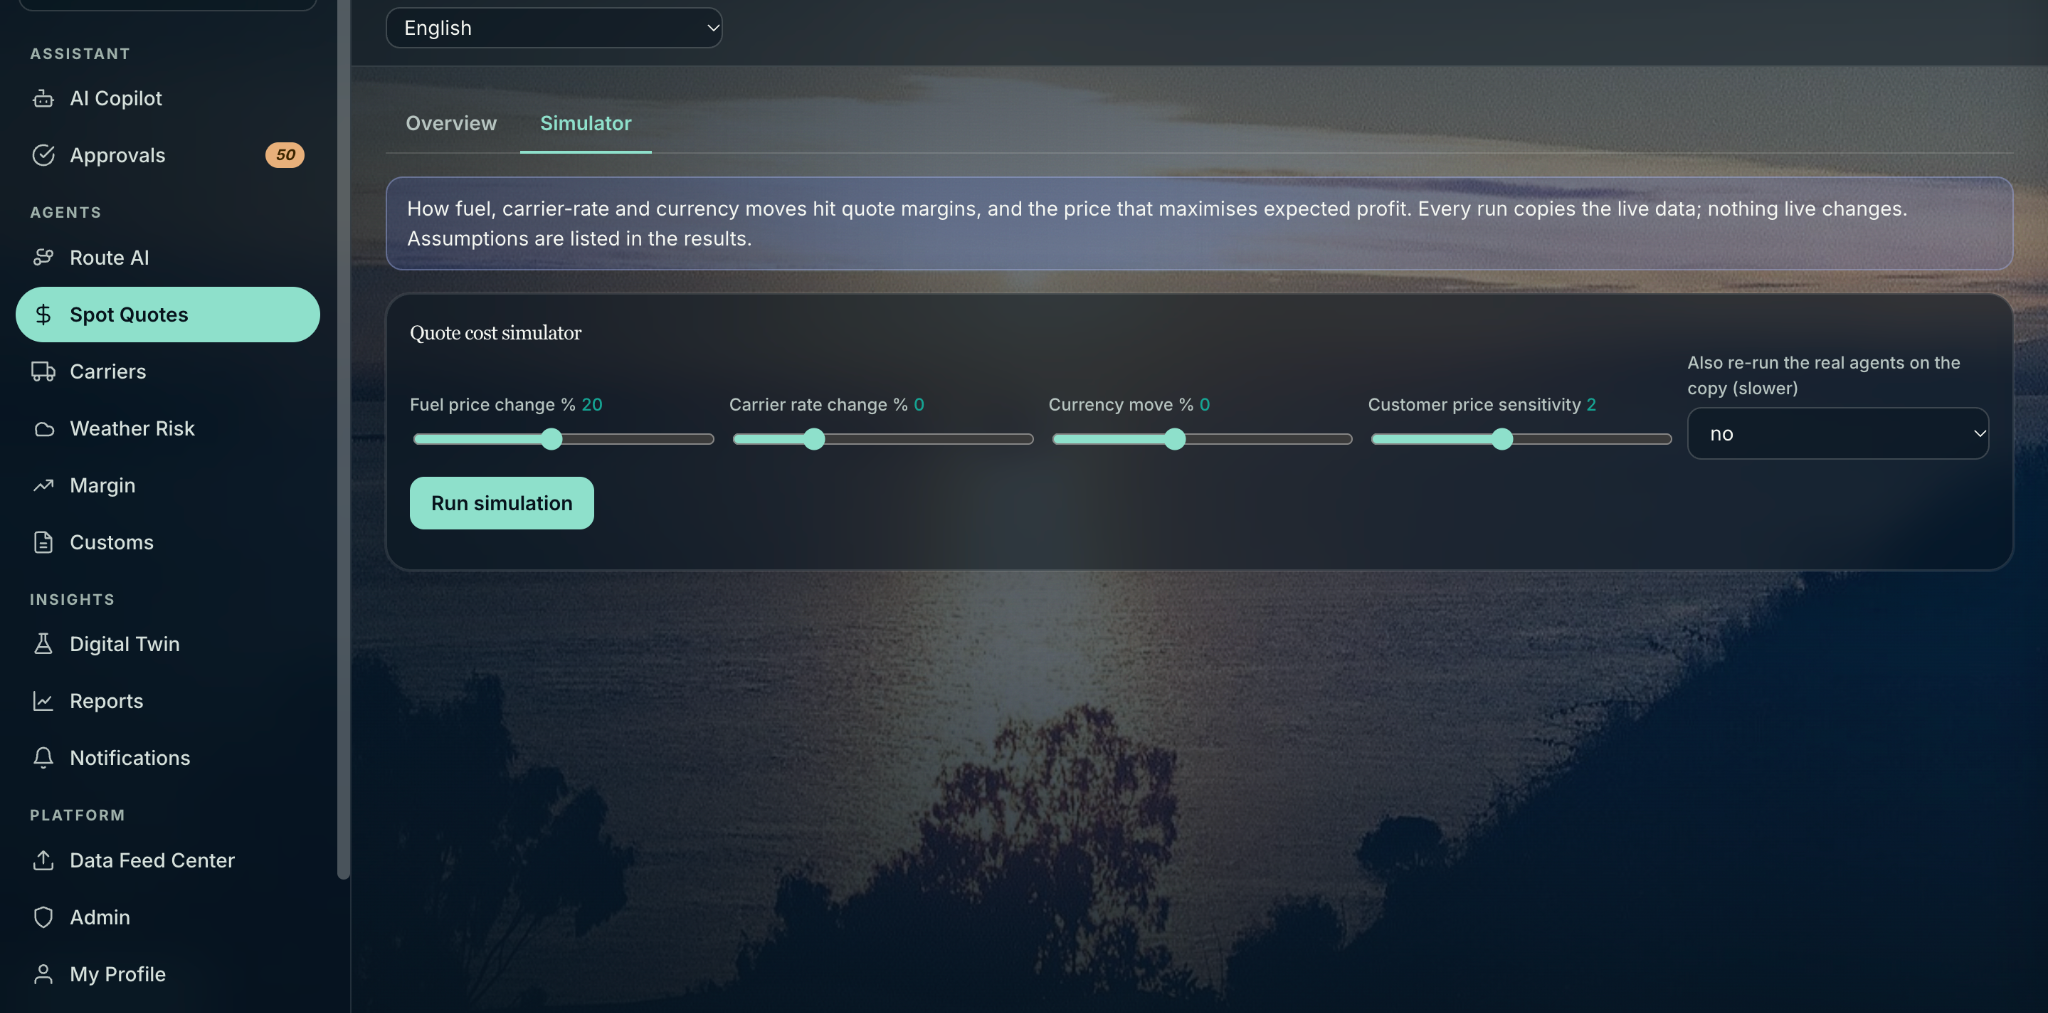 English
ASSISTANT
AI Copilot
Approvals 50
AGENTS
Route AI
Spot Quotes
Carriers
Weather Risk
Margin
Customs
INSIGHTS
Digital Twin
Reports
Notifications
PLATFORM
Data Feed Center
Admin
My Profile
Overview Simulator
How fuel, carrier-rate and currency moves hit quote margins, and the price that maximises expected profit. Every run copies the live data; nothing live changes.
Assumptions are listed in the results.
Quote cost simulator
Fuel price change % 20
Carrier rate change % 0
Currency move % 0
Customer price sensitivity 2
Also re-run the real agents on the
copy (slower)
no
Run simulation